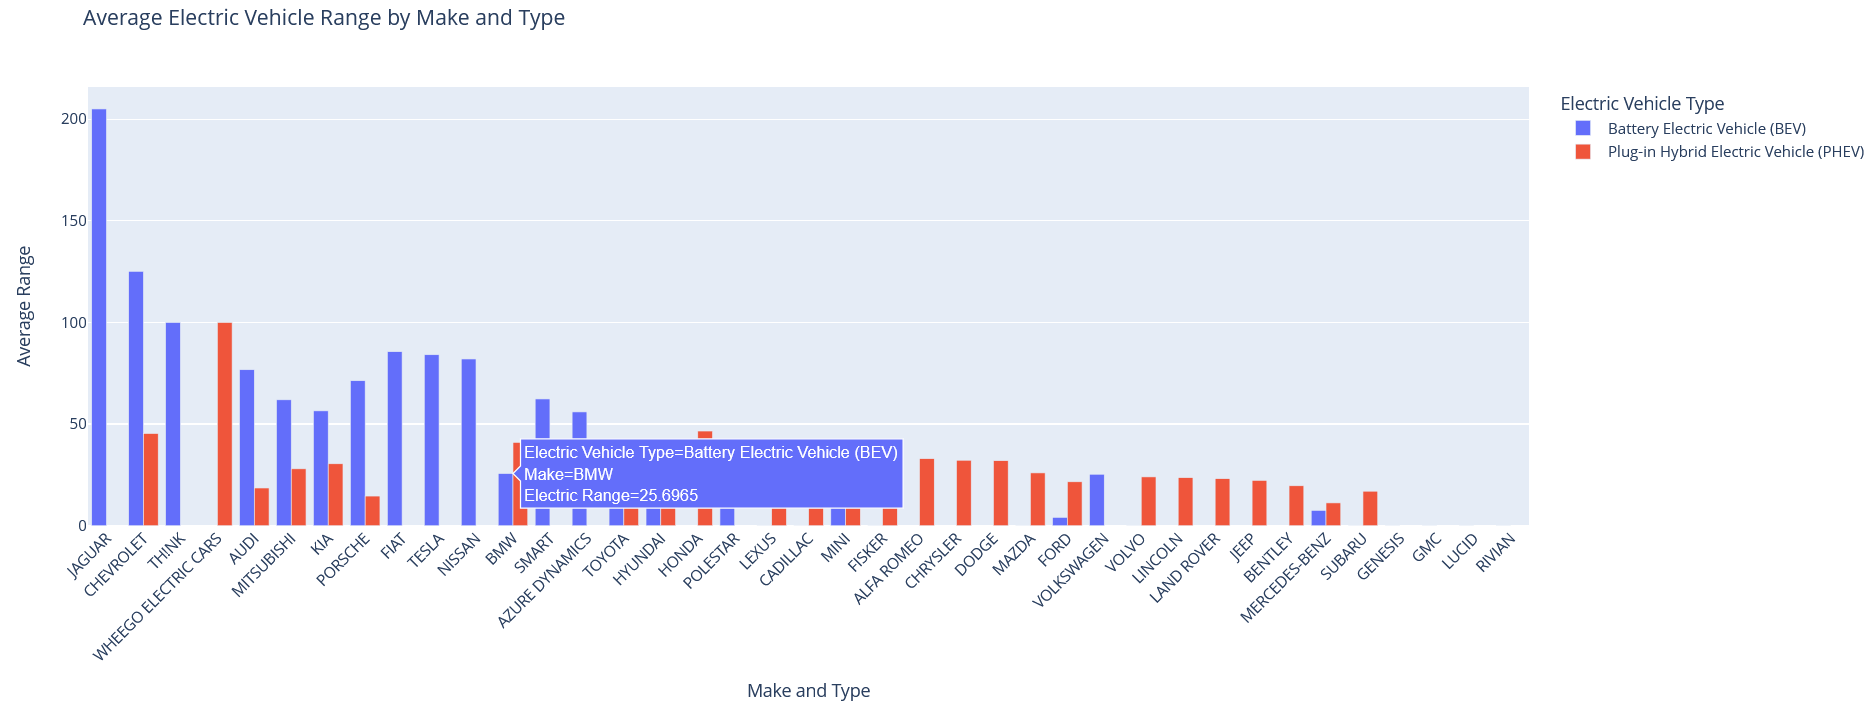 Average Electric Vehicle Range by Make and Type
Electric Vehicle Type
Battery Electric Vehicle (BEV)
Plug-in Hybrid Electric Vehicle (PHEV)
Average Range
200
150
100
50
0
Electric Vehicle Type=Battery Electric Vehicle (BEV)
Make=BMW
Electric Range=25.6965
JAGUAR
CHEVROLET
THINK
WHEEGO ELECTRIC CARS
AUDI
MITSUBISHI
KIA
PORSCHE
FIAT
TESLA
NISSAN
BMW
SMART
AZURE DYNAMICS
TOYOTA
HYUNDAI
HONDA
POLESTAR
LEXUS
CADILLAC
MINI
FISKER
ALFA ROMEO
CHRYSLER
DODGE
MAZDA
FORD
VOLKSWAGEN
VOLVO
LINCOLN
LAND ROVER
JEEP
BENTLEY
MERCEDES-BENZ
SUBARU
GENESIS
GMC
LUCID
RIVIAN
Make and Type